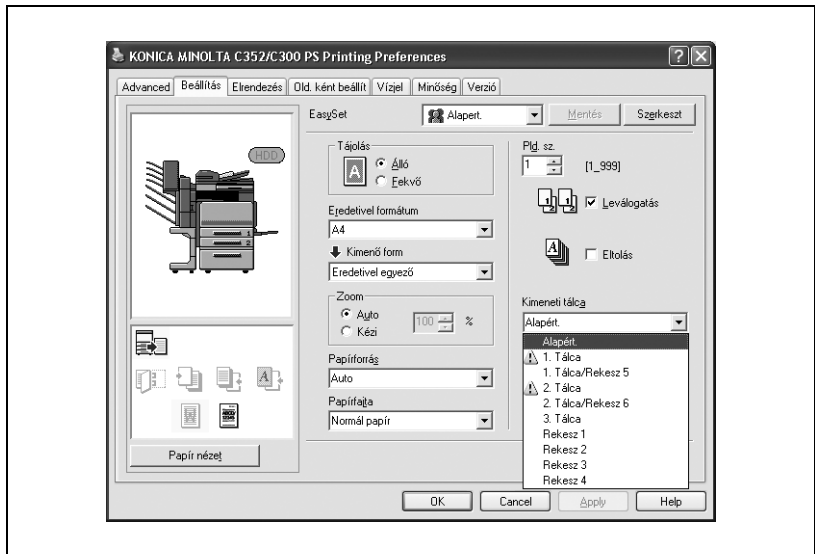 KONICA MINOLTA C352/C300 PS Printing Preferences
Advanced Beállítás Elrendezés Old. ként beállít Vízjel Minőség Verzió
EasySet Alapert. Mentés Szerkeszt
HDD
1
2
Papír nézet
Tájolás
A
Álló
Fekvő
Eredetivel formátum
A4
Kimenő form
Eredetivel egyező
Zoom
Auto
Kézi
100 %
Papírforrás
Auto
Papírfajta
Normál papír
Pld. sz.
1 [1_999]
Leválogatás
Eltolás
Kimeneti tálca
Alapért.
Alapért.
1. Tálca
1. Tálca/Rekesz 5
2. Tálca
2. Tálca/Rekesz 6
3. Tálca
Rekesz 1
Rekesz 2
Rekesz 3
Rekesz 4
OK Cancel Apply Help